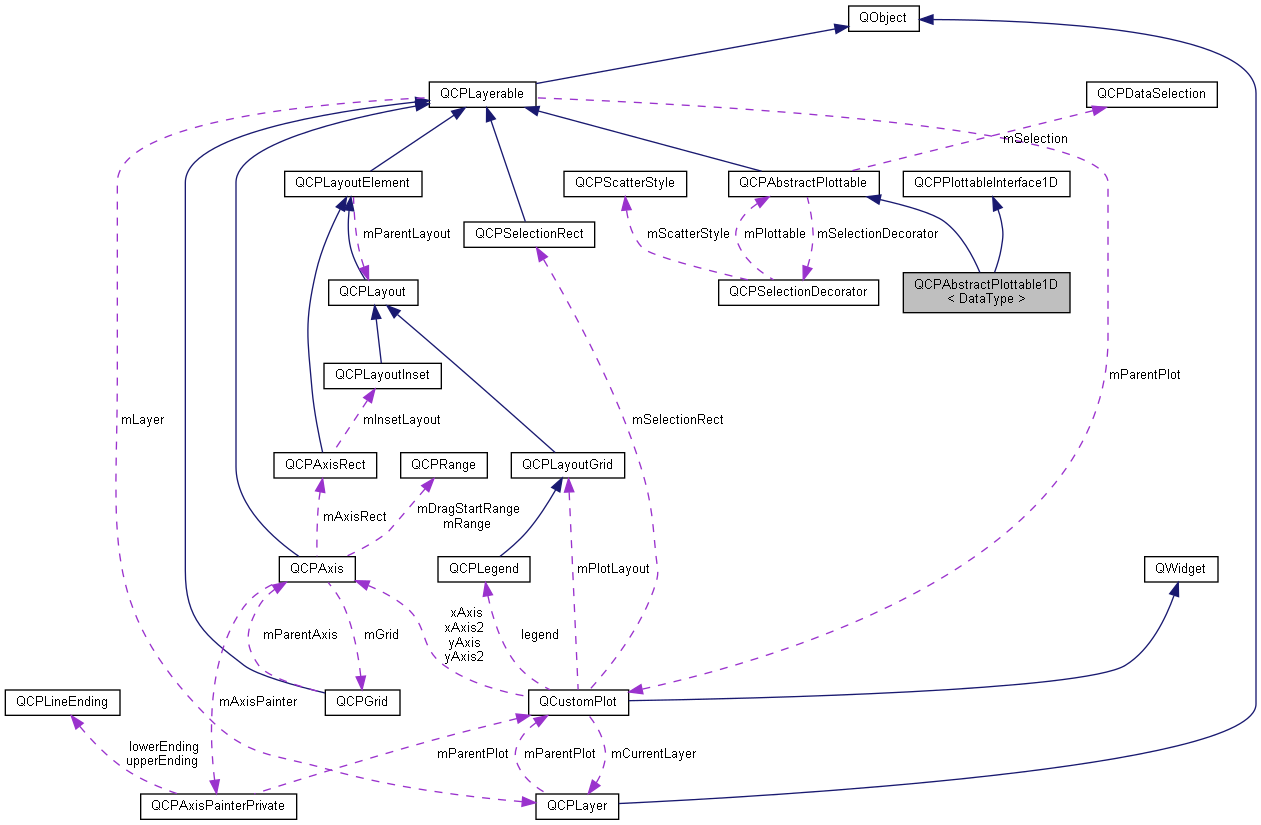 QObject
QCPLayerable
QCPDataSelection
mSelection
QCPLayoutElement
QCPScatterStyle
QCPAbstractPlottable
QCPPlottableInterface1D
mParentLayout
QCPSelectionRect
mScatterStyle
mPlottable
mSelectionDecorator
QCPLayout
QCPSelectionDecorator
QCPAbstractPlottable1D
< DataType >
QCPLayoutInset
mParentPlot
mLayer
mInsetLayout
mSelectionRect
QCPAxisRect
QCPRange
QCPLayoutGrid
mAxisRect
mDragStartRange
mRange
QCPAxis
QCPLegend
mPlotLayout
QWidget
xAxis
xAxis2
yAxis
yAxis2
mParentAxis
mGrid
legend
QCPLineEnding
mAxisPainter
QCPGrid
QCustomPlot
lowerEnding
upperEnding
mParentPlot
mParentPlot
mCurrentLayer
QCPAxisPainterPrivate
QCPLayer